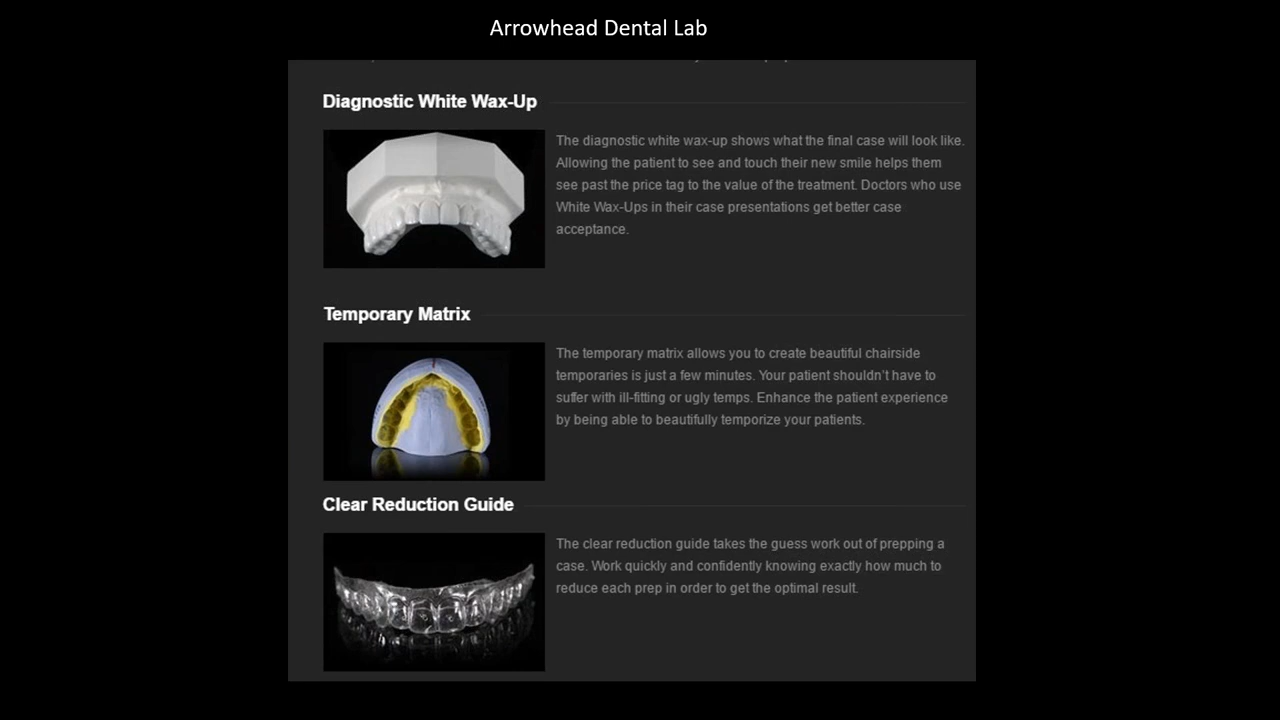 Arrowhead Dental Lab
Diagnostic White Wax-Up
The diagnostic white wax-up shows what the final case will look like.
Allowing the patient to see and touch their new smile helps them
see past the price tag to the value of the treatment. Doctors who use
White Wax-Ups in their case presentations get better case
acceptance.
Temporary Matrix
The temporary matrix allows you to create beautiful chairside
temporaries is just a few minutes. Your patient shouldn't have to
suffer with ill-fitting or ugly temps. Enhance the patient experience
by being able to beautifully temporize your patients.
Clear Reduction Guide
The clear reduction guide takes the guess work out of prepping a
case. Work quickly and confidently knowing exactly how much to
reduce each prep in order to get the optimal result.